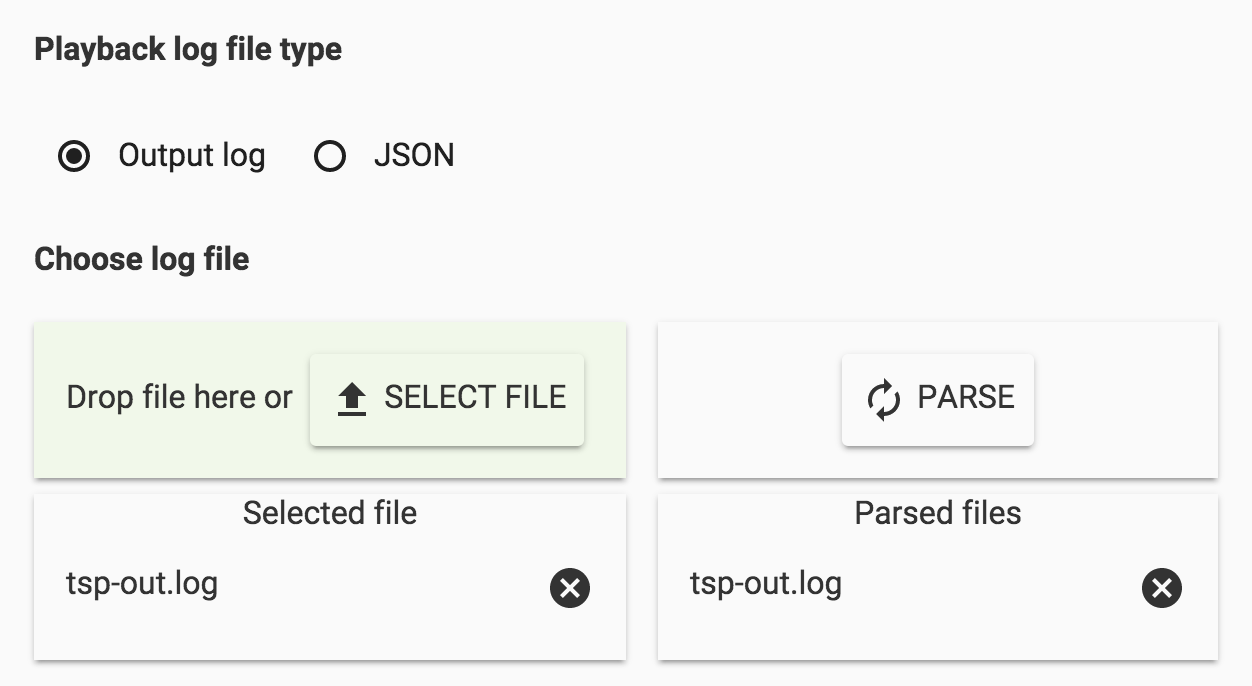 Playback log file type
Output log JSON
Choose log file
Drop file here or SELECT FILE PARSE
Selected file Parsed files
tsp-out.log tsp-out.log